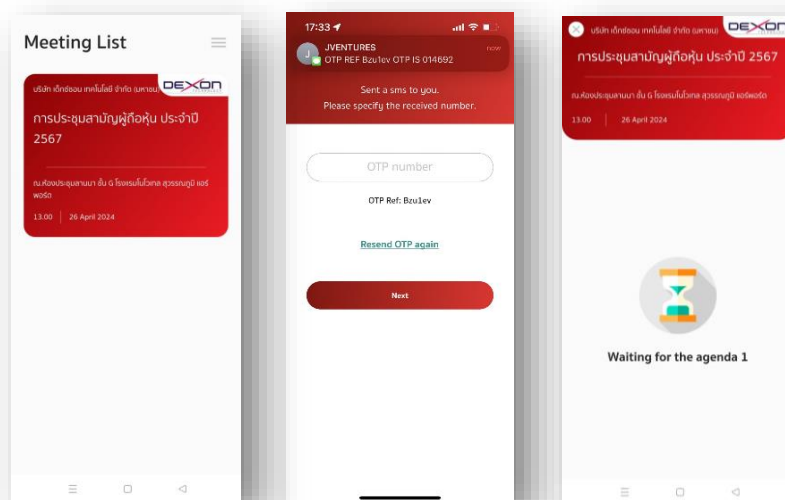 Meeting List
บริษัท เด็กซ์ซอน เทคโนโลยี จำกัด (มหาชน)
DEXON
การประชุมสามัญผู้ถือหุ้น ประจำปี
2567
ณ.ห้องประชุมลานนา ชั้น G โรงแรมโนโวเทล สุวรรณภูมิ แอร์
พอร์ต
13.00 | 26 April 2024
17:33
JVENTURES
now
OTP REF Bzu1ev OTP IS 014692
Sent a sms to you.
Please specify the received number.
OTP number
OTP Ref: Bzu1ev
Resend OTP again
Next
บริษัท เด็กซ์ซอน เทคโนโลยี จำกัด (มหาชน)
DEXON
การประชุมสามัญผู้ถือหุ้น ประจำปี 2567
ณ.ห้องประชุมลานนา ชั้น G โรงแรมโนโวเทล สุวรรณภูมิ แอร์พอร์ต
13.00 | 26 April 2024
Waiting for the agenda 1